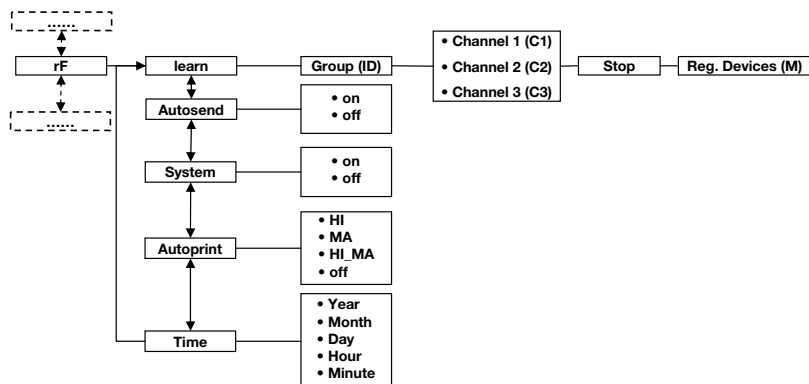 ......
rF
......
learn
Group (ID)
• Channel 1 (C1)
• Channel 2 (C2)
• Channel 3 (C3)
Stop
Reg. Devices (M)
Autosend
• on
• off
System
• on
• off
Autoprint
• HI
• MA
• HI_MA
• off
Time
• Year
• Month
• Day
• Hour
• Minute